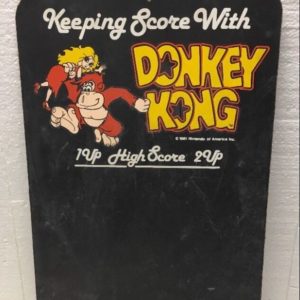 Keeping Score With
DONKEY
KONG
© 1981 Nintendo of America Inc.
1Up High Score 2Up